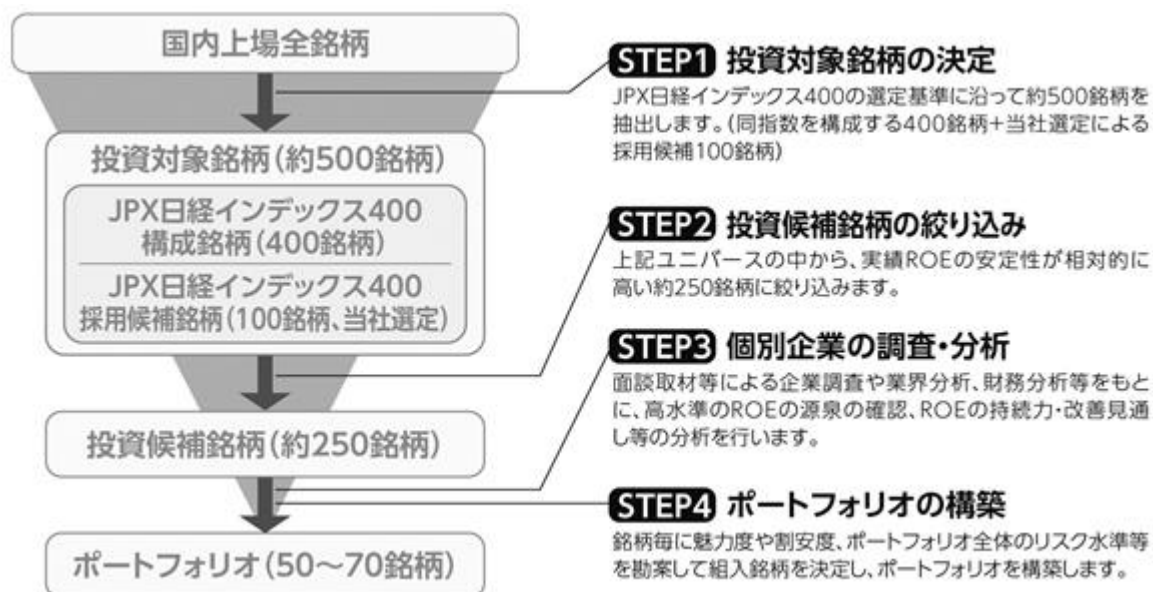 国内上場全銘柄
投資対象銘柄(約500銘柄)
JPX日経インデックス400
構成銘柄(400銘柄)
JPX日経インデックス400
採用候補銘柄(100銘柄、当社選定)
投資候補銘柄(約250銘柄)
ポートフォリオ(50〜70銘柄)
STEP1 投資対象銘柄の決定
JPX日経インデックス400の選定基準に沿って約500銘柄を
抽出します。(同指数を構成する400銘柄+当社選定による
採用候補100銘柄)
STEP2 投資候補銘柄の絞り込み
上記ユニバースの中から、実績ROEの安定性が相対的に
高い約250銘柄に絞り込みます。
STEP3 個別企業の調査・分析
面談取材等による企業調査や業界分析、財務分析等をもと
に、高水準のROEの源泉の確認、ROEの持続力・改善見通
し等の分析を行います。
STEP4 ポートフォリオの構築
銘柄毎に魅力度や割安度、ポートフォリオ全体のリスク水準等
を勘案して組入銘柄を決定し、ポートフォリオを構築します。